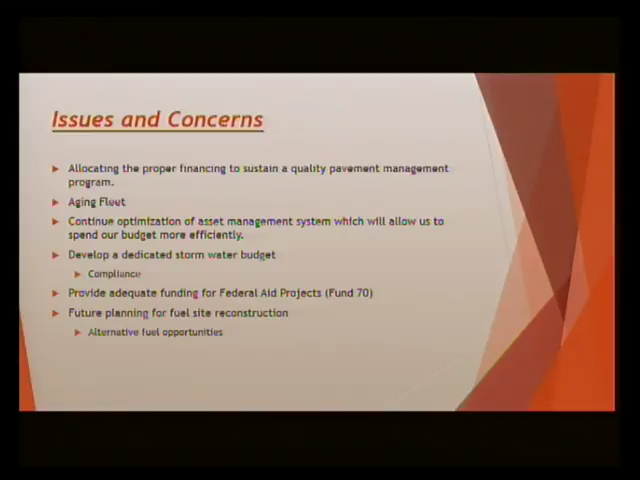 Issues and Concerns
Allocating the proper financing to sustain a quality pavement management
program.
Aging Fleet
Continue optimization of asset management system which will allow us to
spend our budget more efficiently.
Develop a dedicated storm water budget
Compliance
Provide adequate funding for Federal Aid Projects (Fund 70)
Future planning for fuel site reconstruction
Alternative fuel opportunities